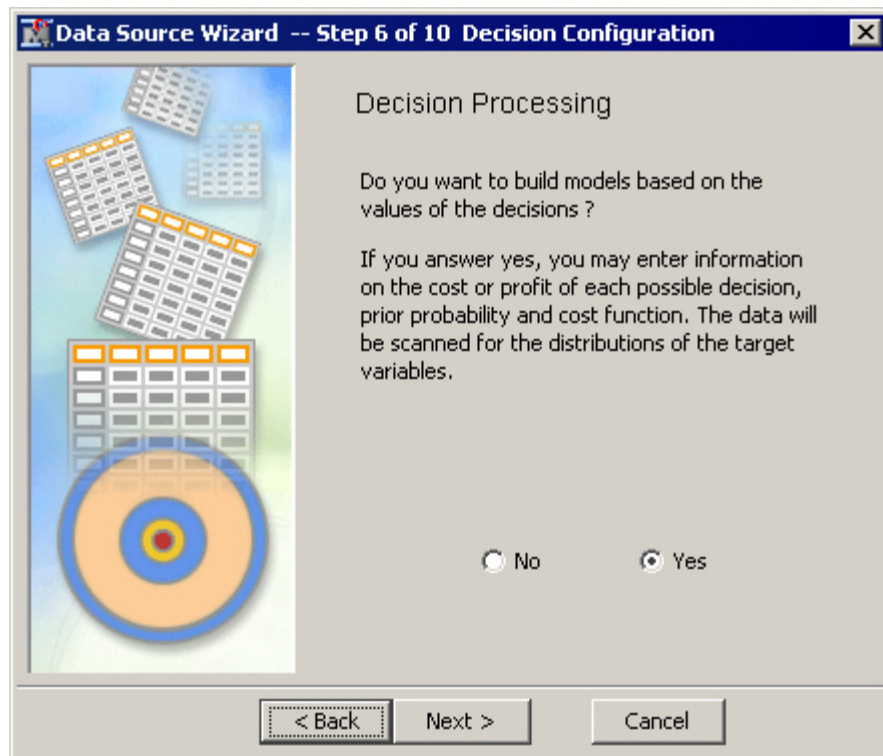 Data Source Wizard -- Step 6 of 10 Decision Configuration
Decision Processing
Do you want to build models based on the
values of the decisions ?
If you answer yes, you may enter information
on the cost or profit of each possible decision,
prior probability and cost function. The data will
be scanned for the distributions of the target
variables.
No Yes
< Back Next > Cancel